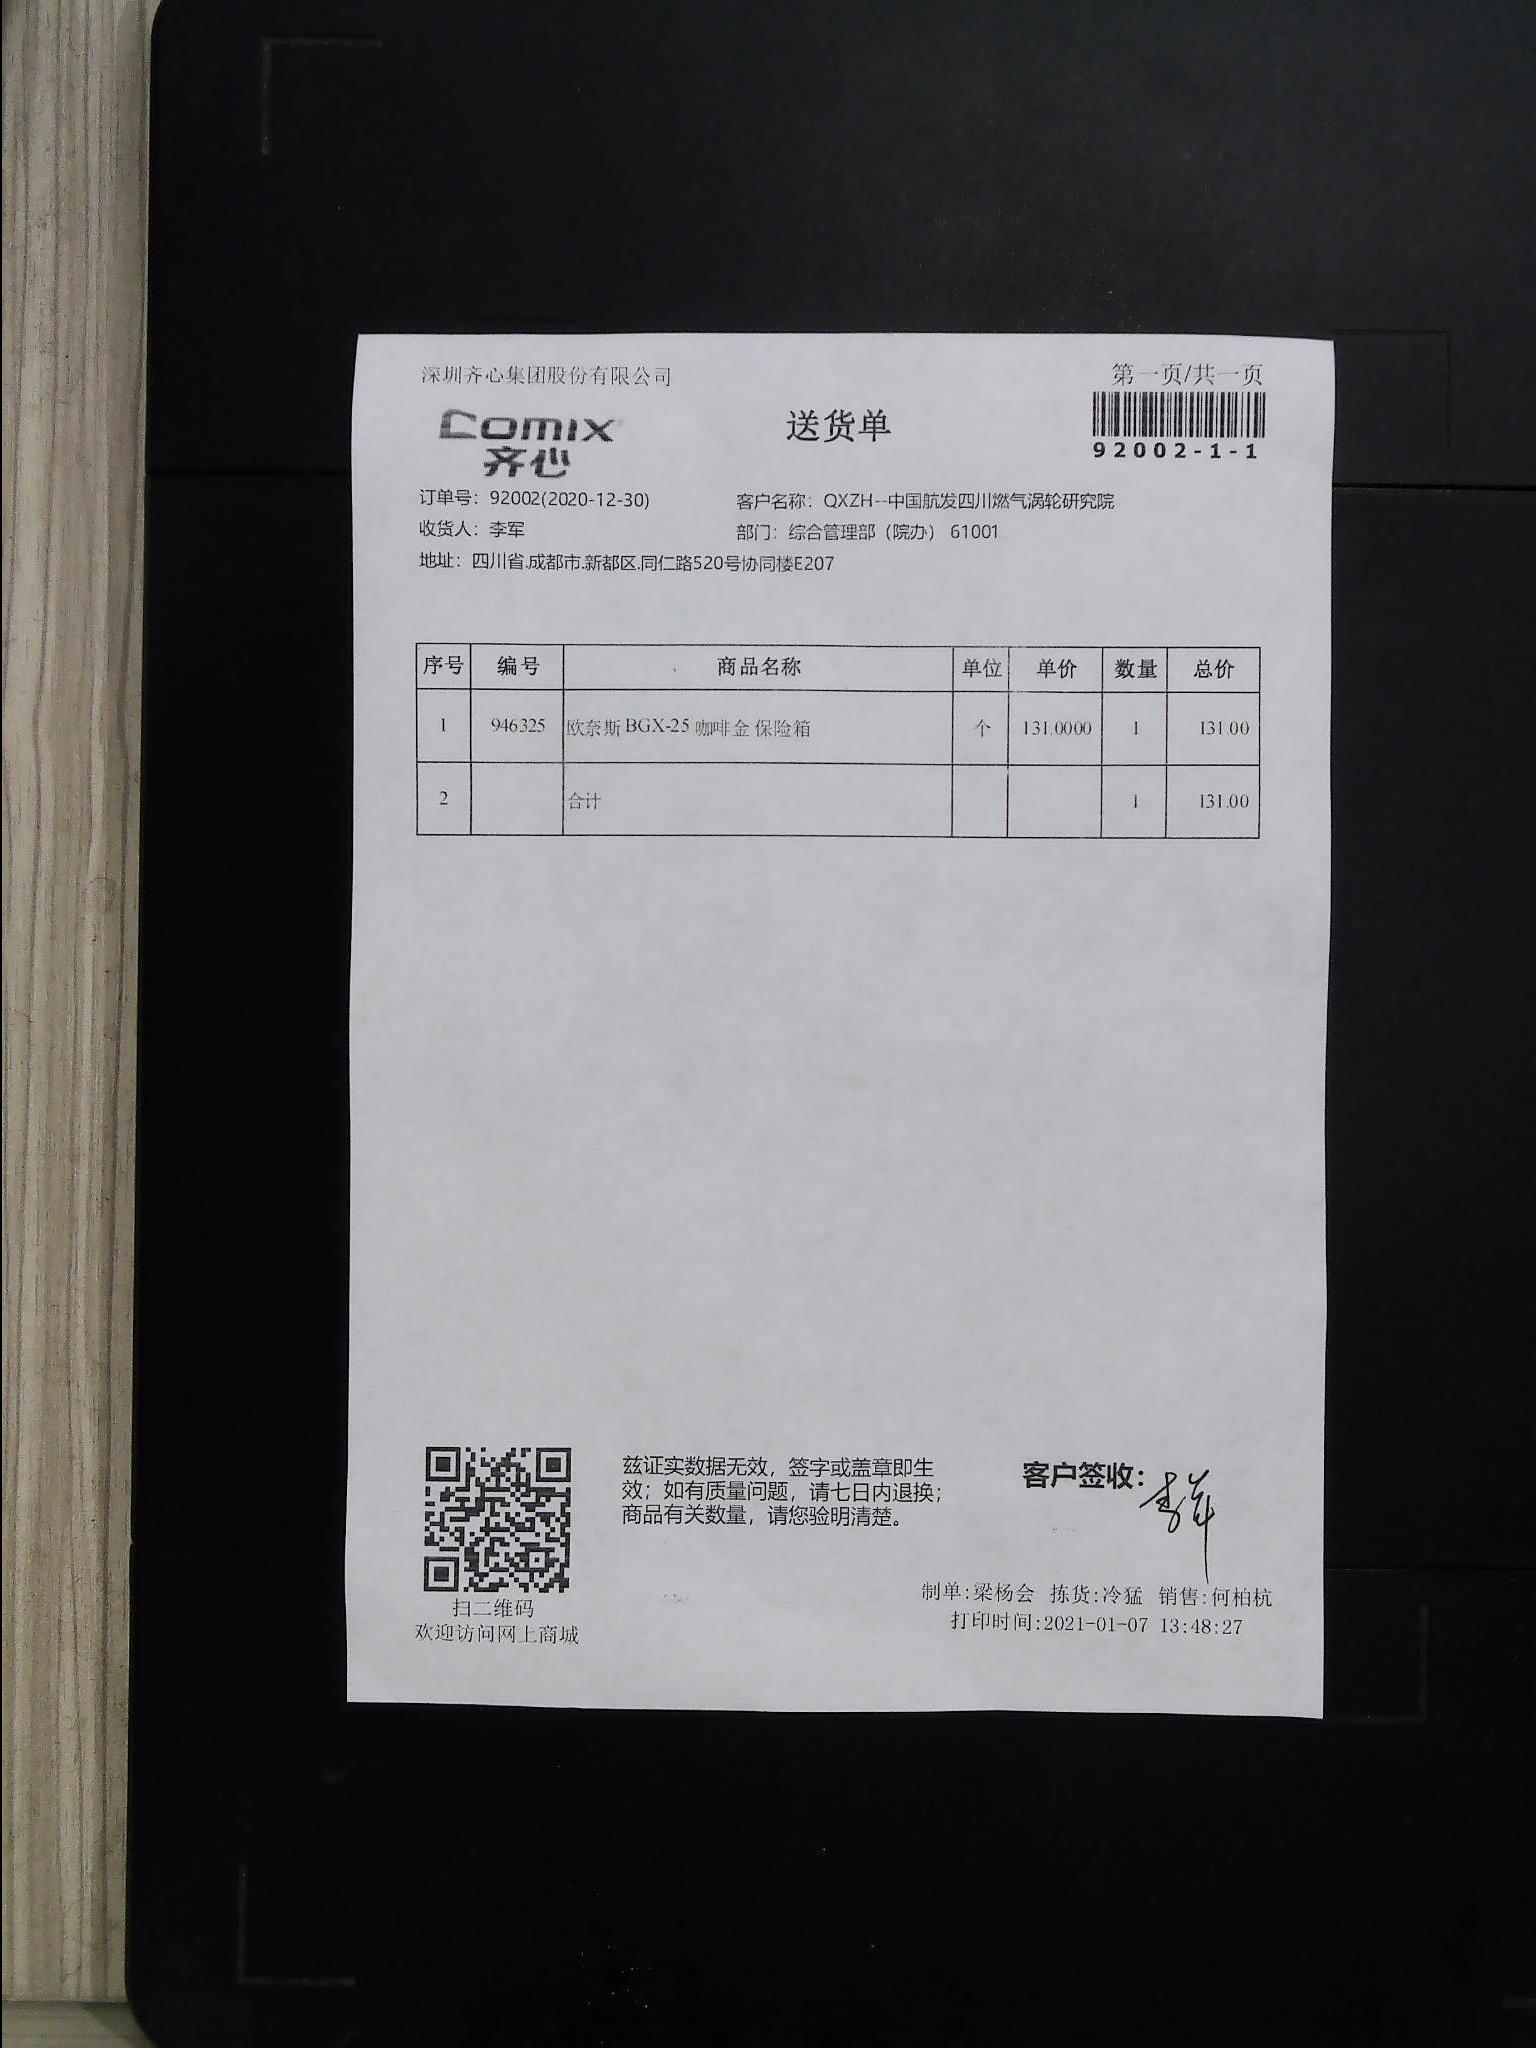 深圳齐心集团股份有限公司
第一页/共一页
COMIX
齐心
送货单
92002-1-1
订单号：92002(2020-12-30)
客户名称：QXZH--中国航发四川燃气涡轮研究院
收货人：李军
部门：综合管理部（院办） 61001
地址：四川省.成都市.新都区.同仁路520号协同楼E207
序号 编号 商品名称 单位 单价 数量 总价
1 946325 欧奈斯 BGX-25 咖啡金 保险箱 个 131.0000 1 131.00
2 合计 1 131.00
兹证实数据无效，签字或盖章即生
效；如有质量问题，请七日内退换；
商品有关数量，请您验明清楚。
客户签收：李军
扫二维码
欢迎访问网上商城
制单:梁杨会 拣货:冷猛 销售:何柏杭
打印时间:2021-01-07 13:48:27